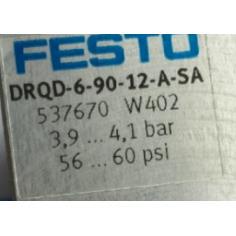 FESTO
DRQD-6-90-12-A-SA
537670 W402
3,9 ... 4,1 bar
56 ... 60 psi